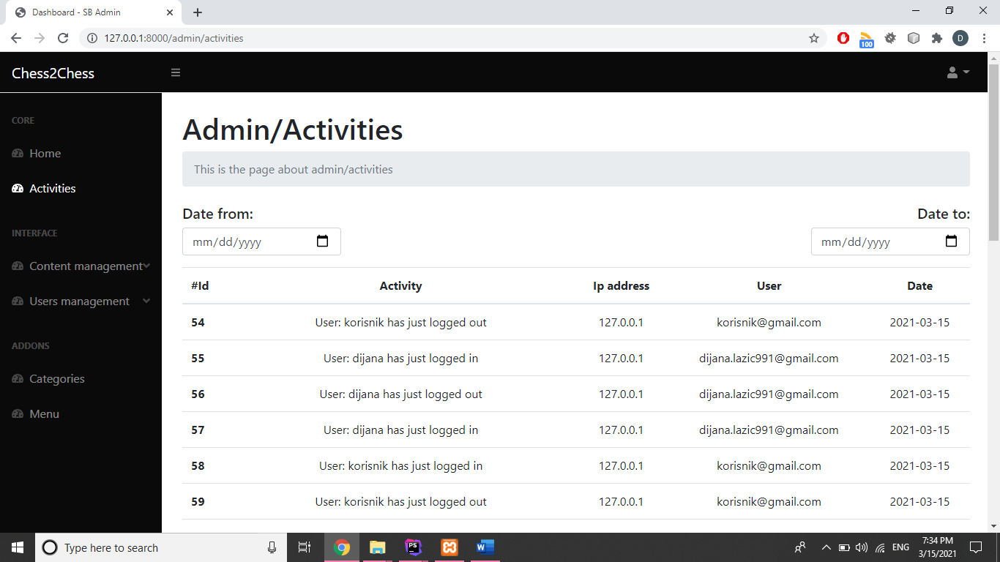 Dashboard - SB Admin
127.0.0.1:8000/admin/activities
100
D
Chess2Chess
CORE
Home
Activities
INTERFACE
Content management
Users management
ADDONS
Categories
Menu
Admin/Activities
This is the page about admin/activities
Date from: Date to:
mm/dd/yyyy mm/dd/yyyy
#Id Activity Ip address User Date
54 User: korisnik has just logged out 127.0.0.1 korisnik@gmail.com 2021-03-15
55 User: dijana has just logged in 127.0.0.1 dijana.lazic991@gmail.com 2021-03-15
56 User: dijana has just logged out 127.0.0.1 dijana.lazic991@gmail.com 2021-03-15
57 User: dijana has just logged in 127.0.0.1 dijana.lazic991@gmail.com 2021-03-15
58 User: korisnik has just logged in 127.0.0.1 korisnik@gmail.com 2021-03-15
59 User: korisnik has just logged out 127.0.0.1 korisnik@gmail.com 2021-03-15
Type here to search
PS
W
ENG
7:34 PM
3/15/2021